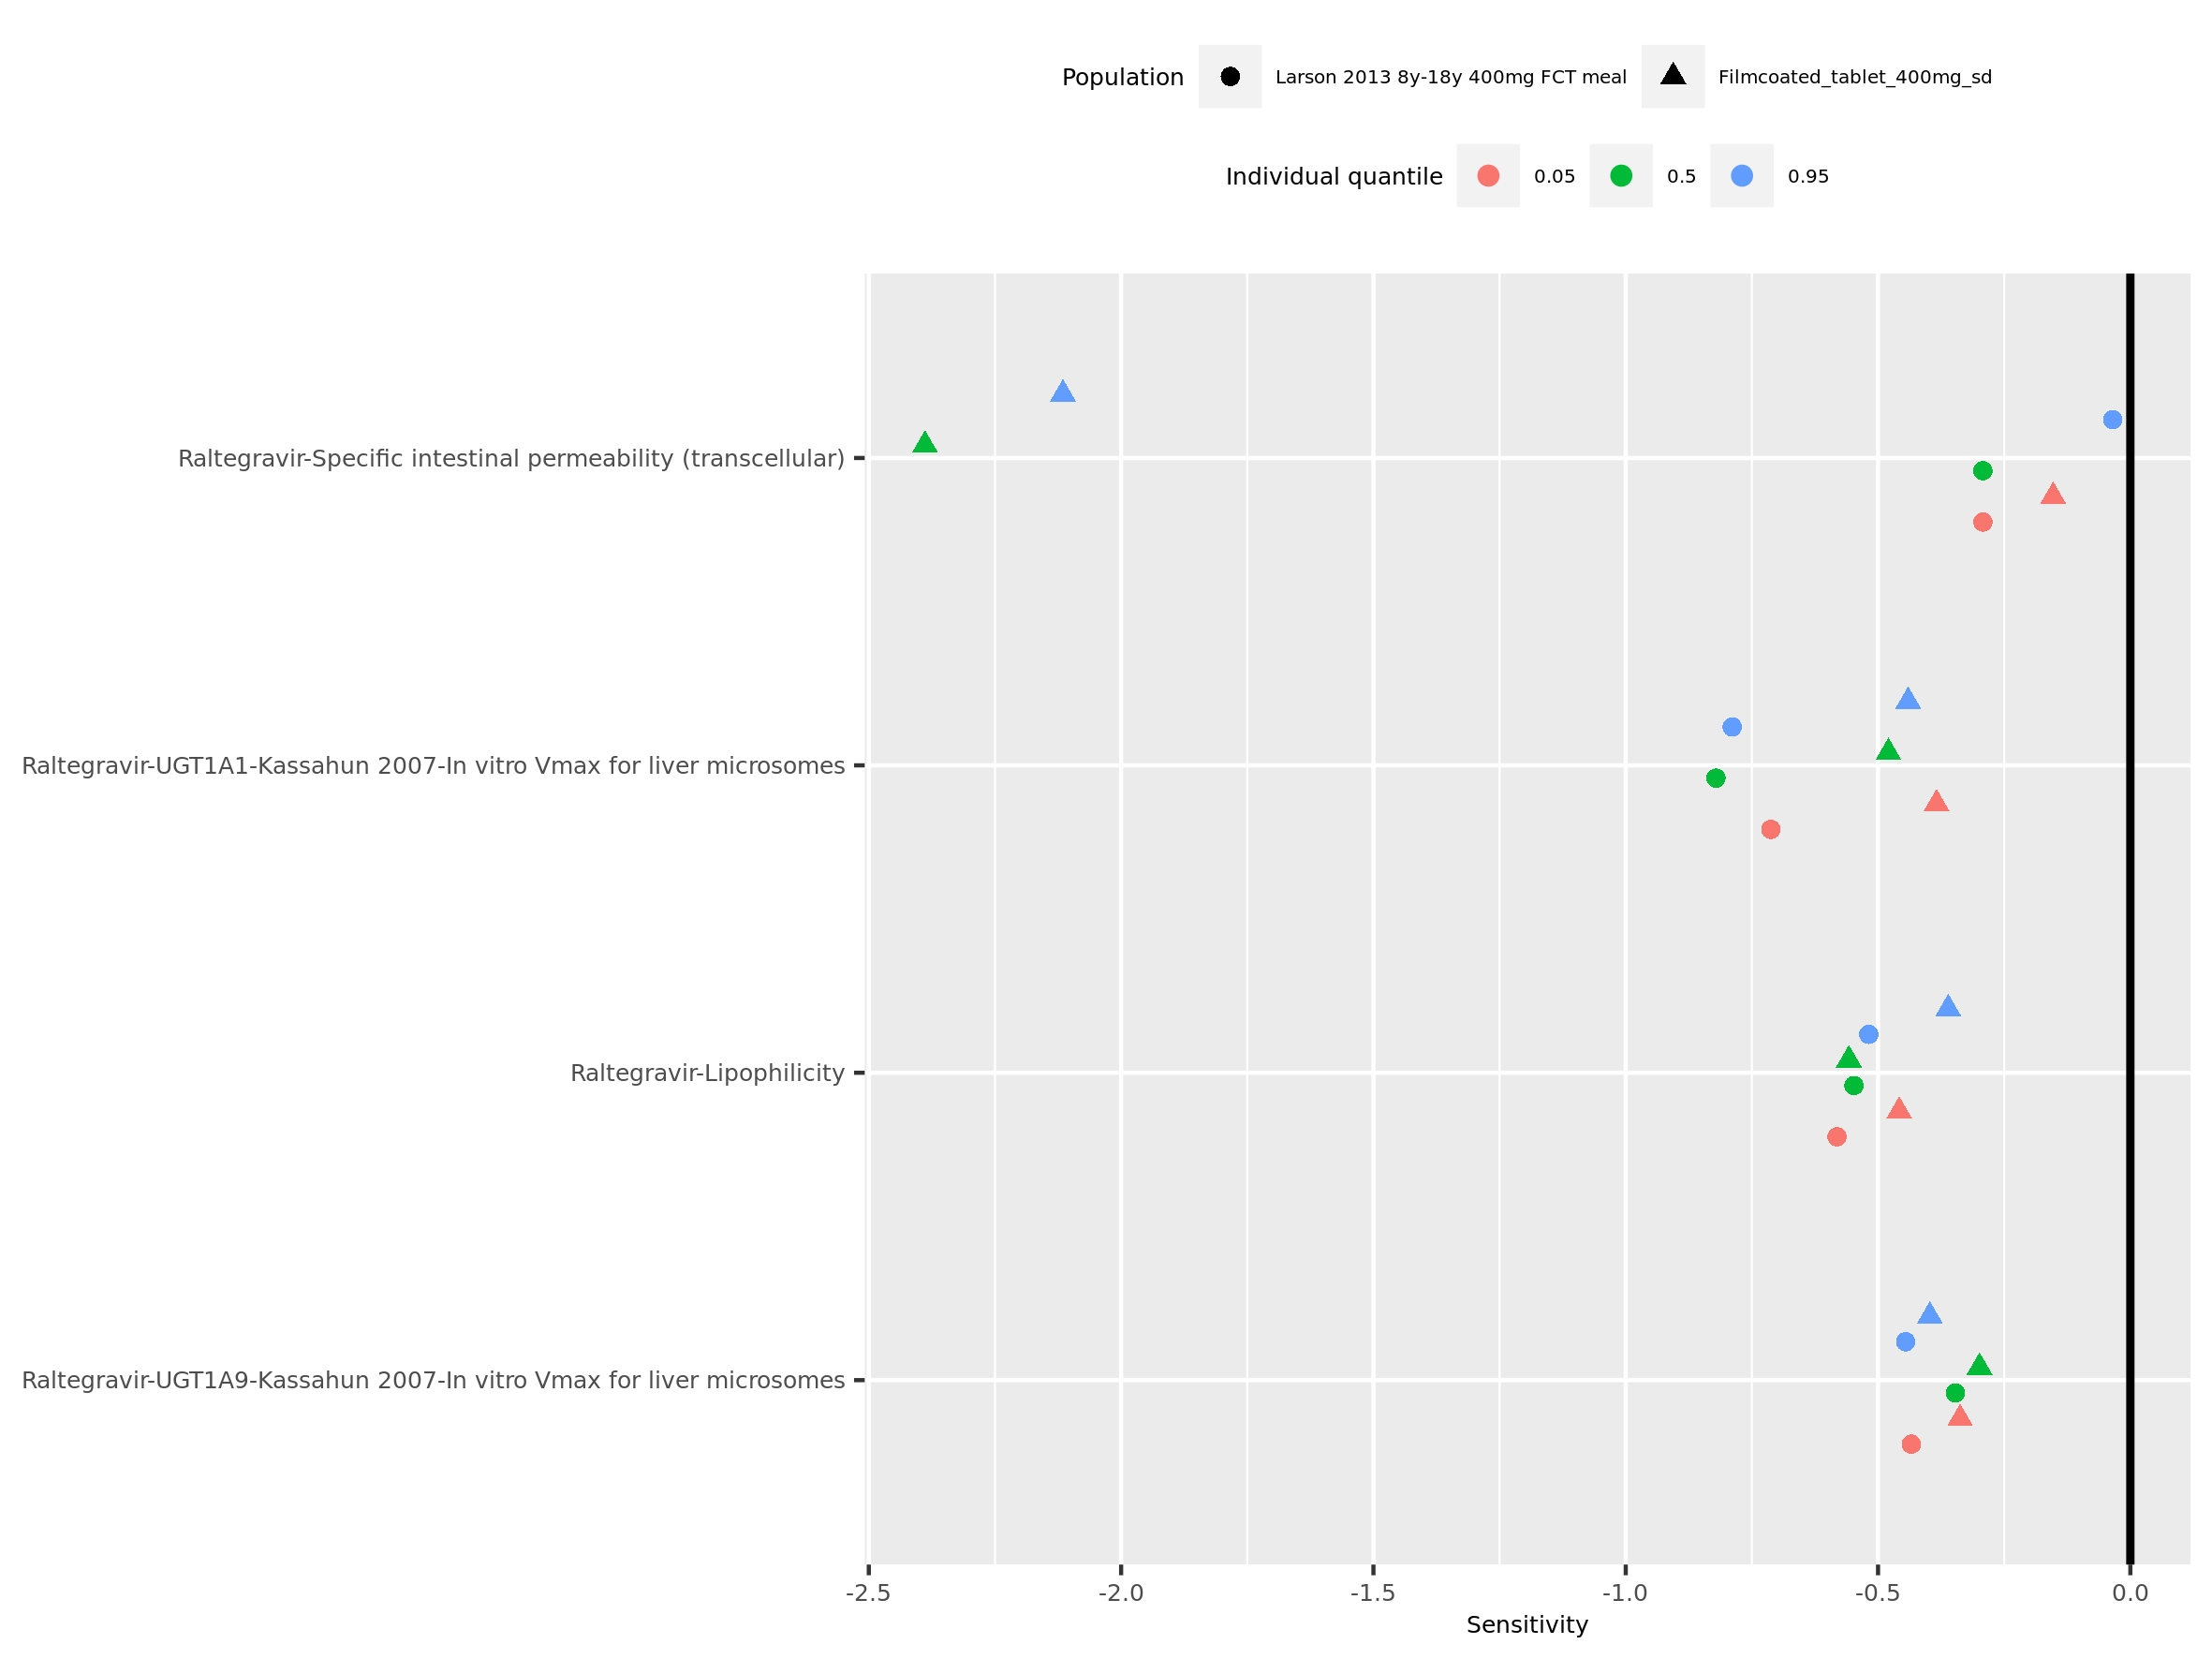 Population Larson 2013 8y-18y 400mg FCT meal Filmcoated_tablet_400mg_sd
Individual quantile 0.05 0.5 0.95
Raltegravir-Specific intestinal permeability (transcellular)
Raltegravir-UGT1A1-Kassahun 2007-In vitro Vmax for liver microsomes
Raltegravir-Lipophilicity
Raltegravir-UGT1A9-Kassahun 2007-In vitro Vmax for liver microsomes
-2.5 -2.0 -1.5 -1.0 -0.5 0.0
Sensitivity